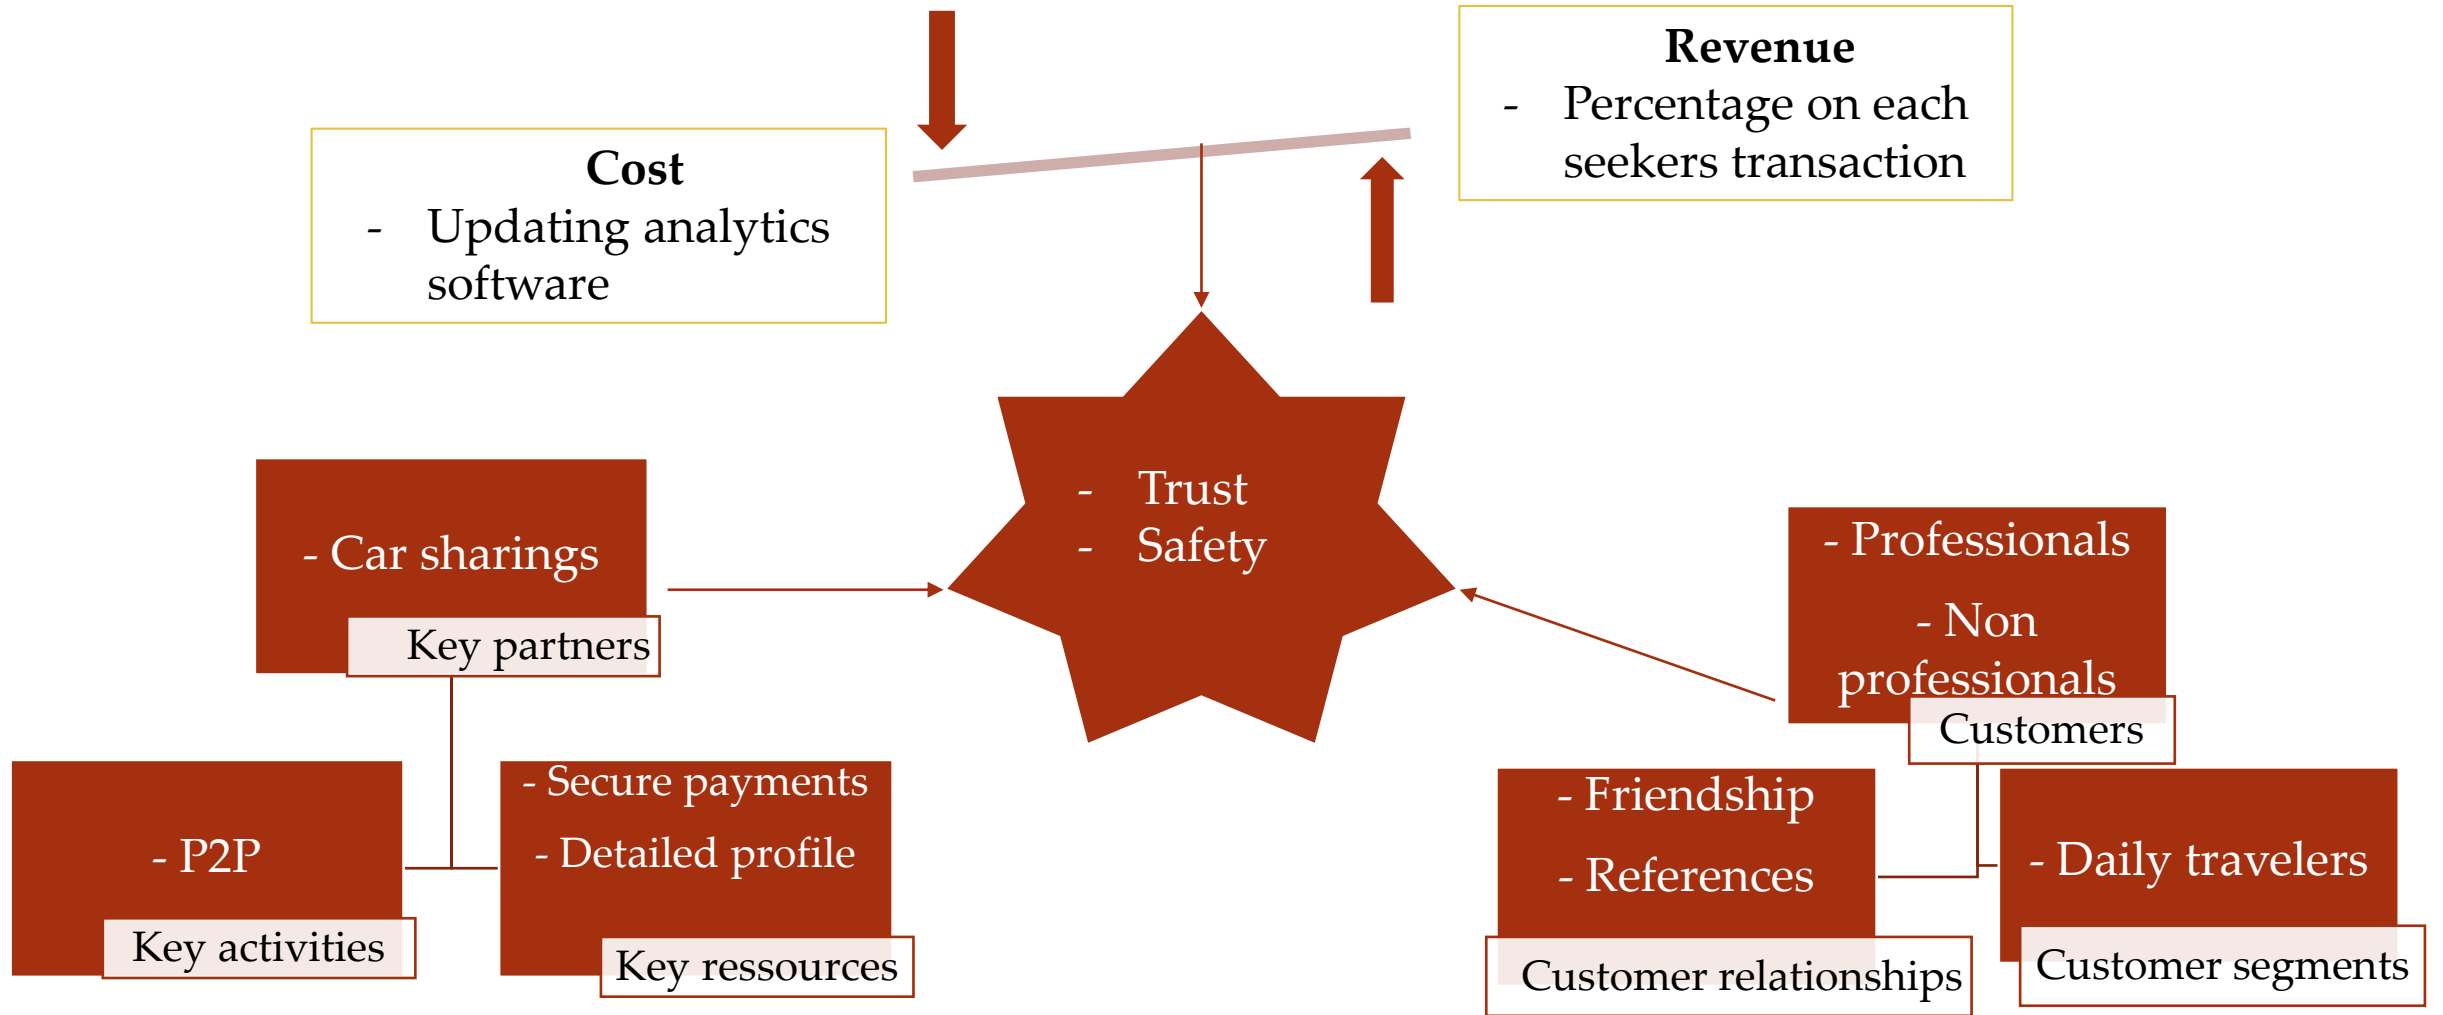 Revenue
- Percentage on each
seekers transaction
Cost
- Updating analytics
software
- Trust
- Safety
- Car sharings
Key partners
- P2P
Key activities
- Secure payments
- Detailed profile
Key ressources
- Professionals
- Non
professionals
Customers
- Friendship
- References
Customer relationships
- Daily travelers
Customer segments